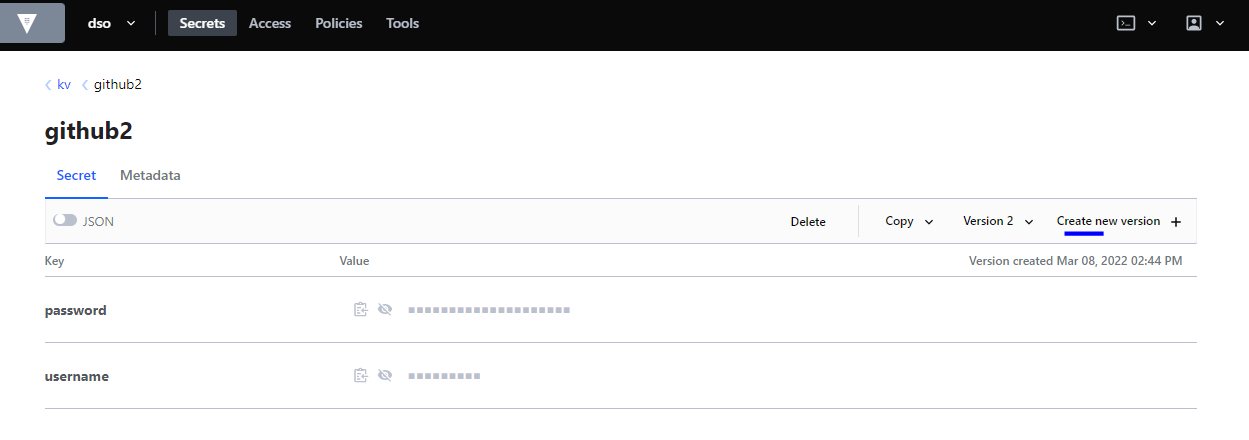 dso Secrets Access Policies Tools
kv github2
github2
Secret Metadata
JSON Delete Copy Version 2 Create new version
Key Value Version created Mar 08, 2022 02:44 PM
password
username